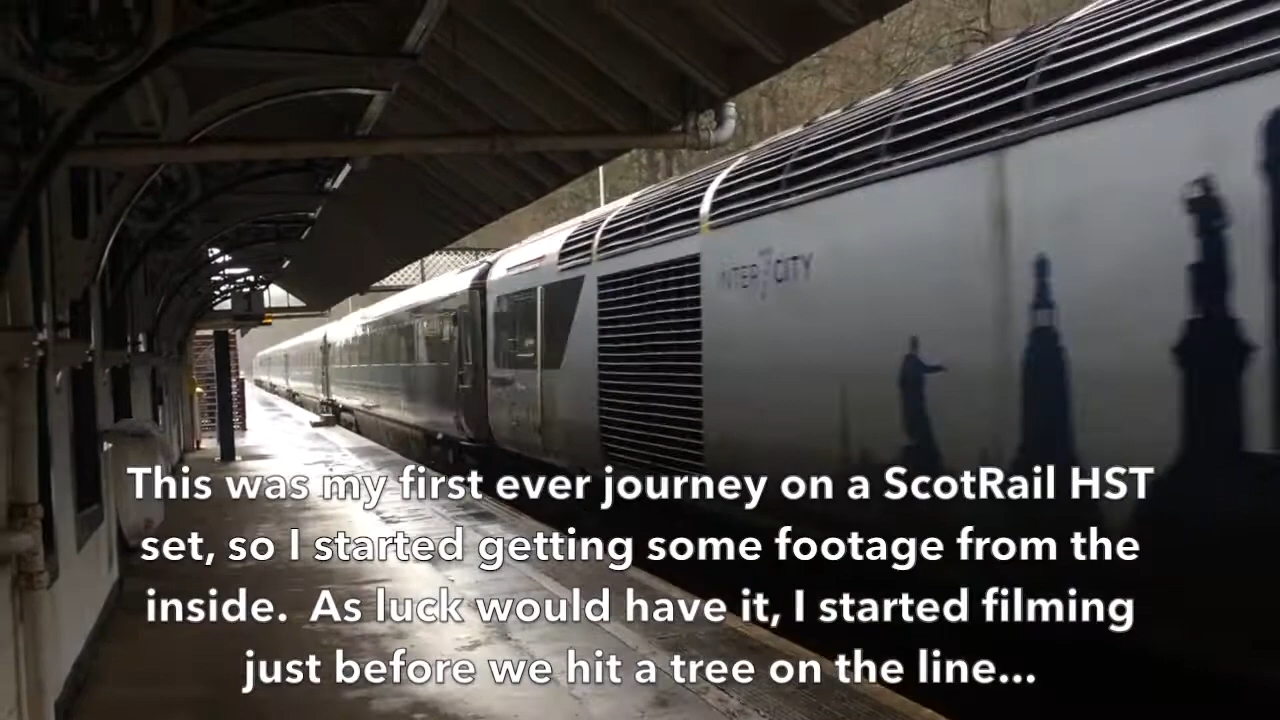 INTER7CITY
This was my first ever journey on a ScotRail HST
set, so I started getting some footage from the
inside. As luck would have it, I started filming
just before we hit a tree on the line...